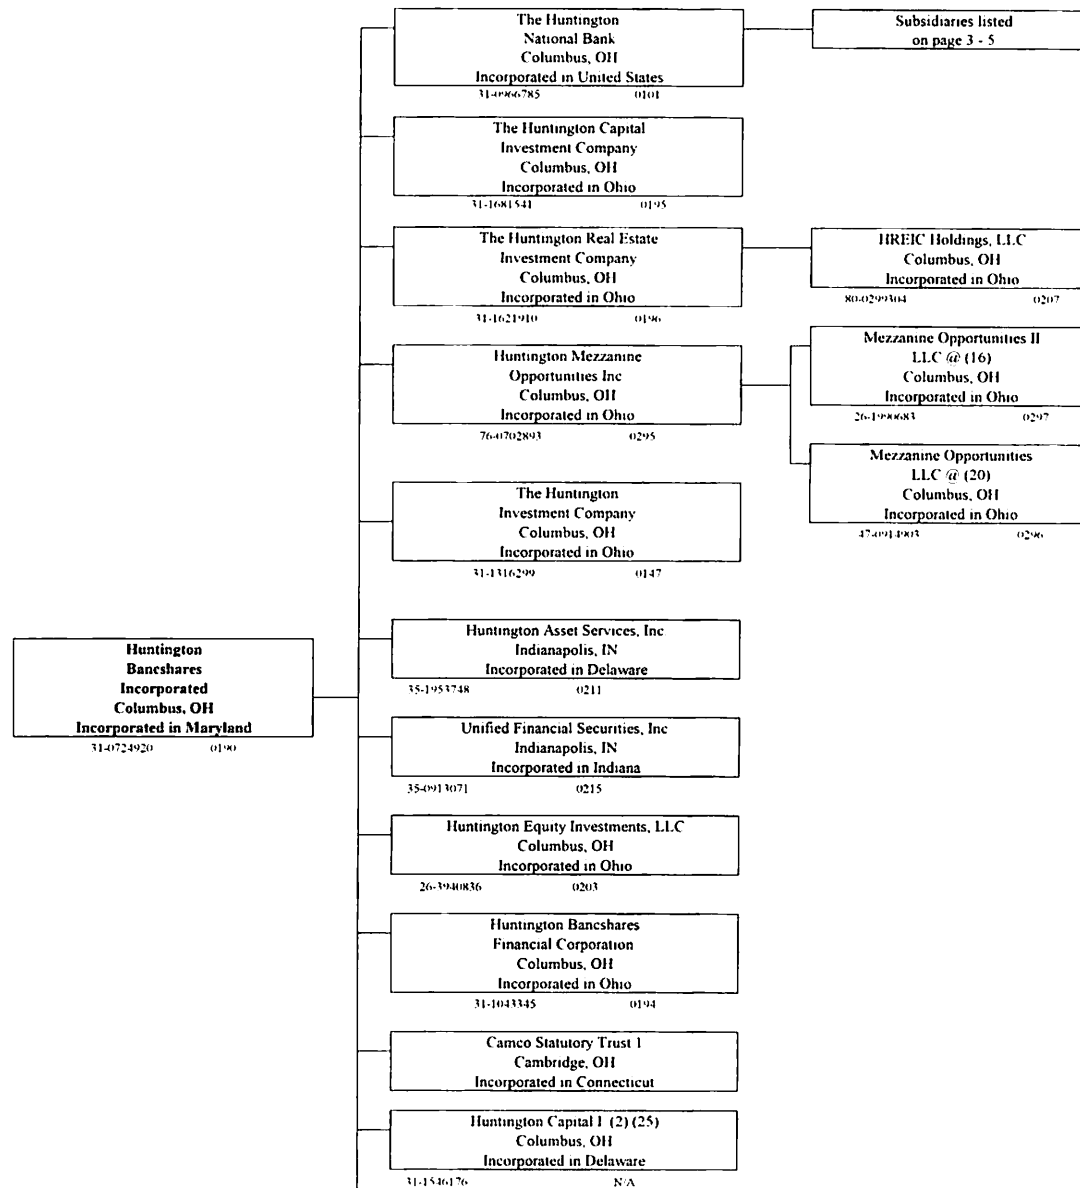 The Huntington
National Bank
Columbus, OH
Incorporated in United States
31-0966785 0101
Subsidiaries listed
on page 3 - 5
The Huntington Capital
Investment Company
Columbus, OH
Incorporated in Ohio
31-1681541 0195
The Huntington Real Estate
Investment Company
Columbus, OH
Incorporated in Ohio
31-1621910 0196
HREIC Holdings, LLC
Columbus, OH
Incorporated in Ohio
80-0299304 0207
Huntington Mezzanine
Opportunities Inc
Columbus, OH
Incorporated in Ohio
76-0702893 0295
Mezzanine Opportunities II
LLC @ (16)
Columbus, OH
Incorporated in Ohio
26-1990683 0297
Mezzanine Opportunities
LLC @ (20)
Columbus, OH
Incorporated in Ohio
47-0914903 0296
The Huntington
Investment Company
Columbus, OH
Incorporated in Ohio
31-1316299 0147
Huntington
Bancshares
Incorporated
Columbus, OH
Incorporated in Maryland
31-0724920 0190
Huntington Asset Services, Inc
Indianapolis, IN
Incorporated in Delaware
35-1953748 0211
Unified Financial Securities, Inc
Indianapolis, IN
Incorporated in Indiana
35-0913071 0215
Huntington Equity Investments, LLC
Columbus, OH
Incorporated in Ohio
26-3940836 0203
Huntington Bancshares
Financial Corporation
Columbus, OH
Incorporated in Ohio
31-1043345 0194
Camco Statutory Trust 1
Cambridge, OH
Incorporated in Connecticut
Huntington Capital I (2) (25)
Columbus, OH
Incorporated in Delaware
31-1546176 N/A